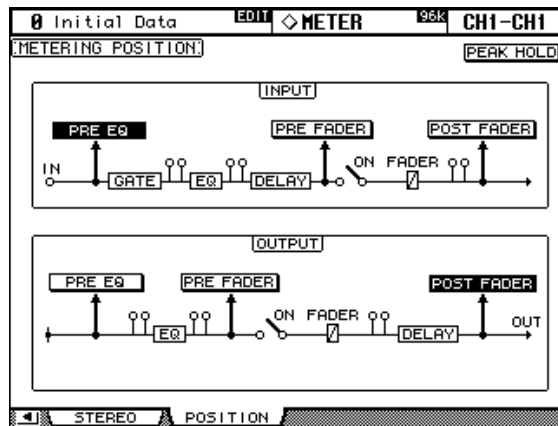 0 Initial Data EDIT ◇METER 96K CH1-CH1
METERING POSITION PEAK HOLD
INPUT
PRE EQ PRE FADER POST FADER
IN GATE EQ DELAY ON FADER
OUTPUT
PRE EQ PRE FADER POST FADER
EQ ON FADER DELAY OUT
STEREO POSITION